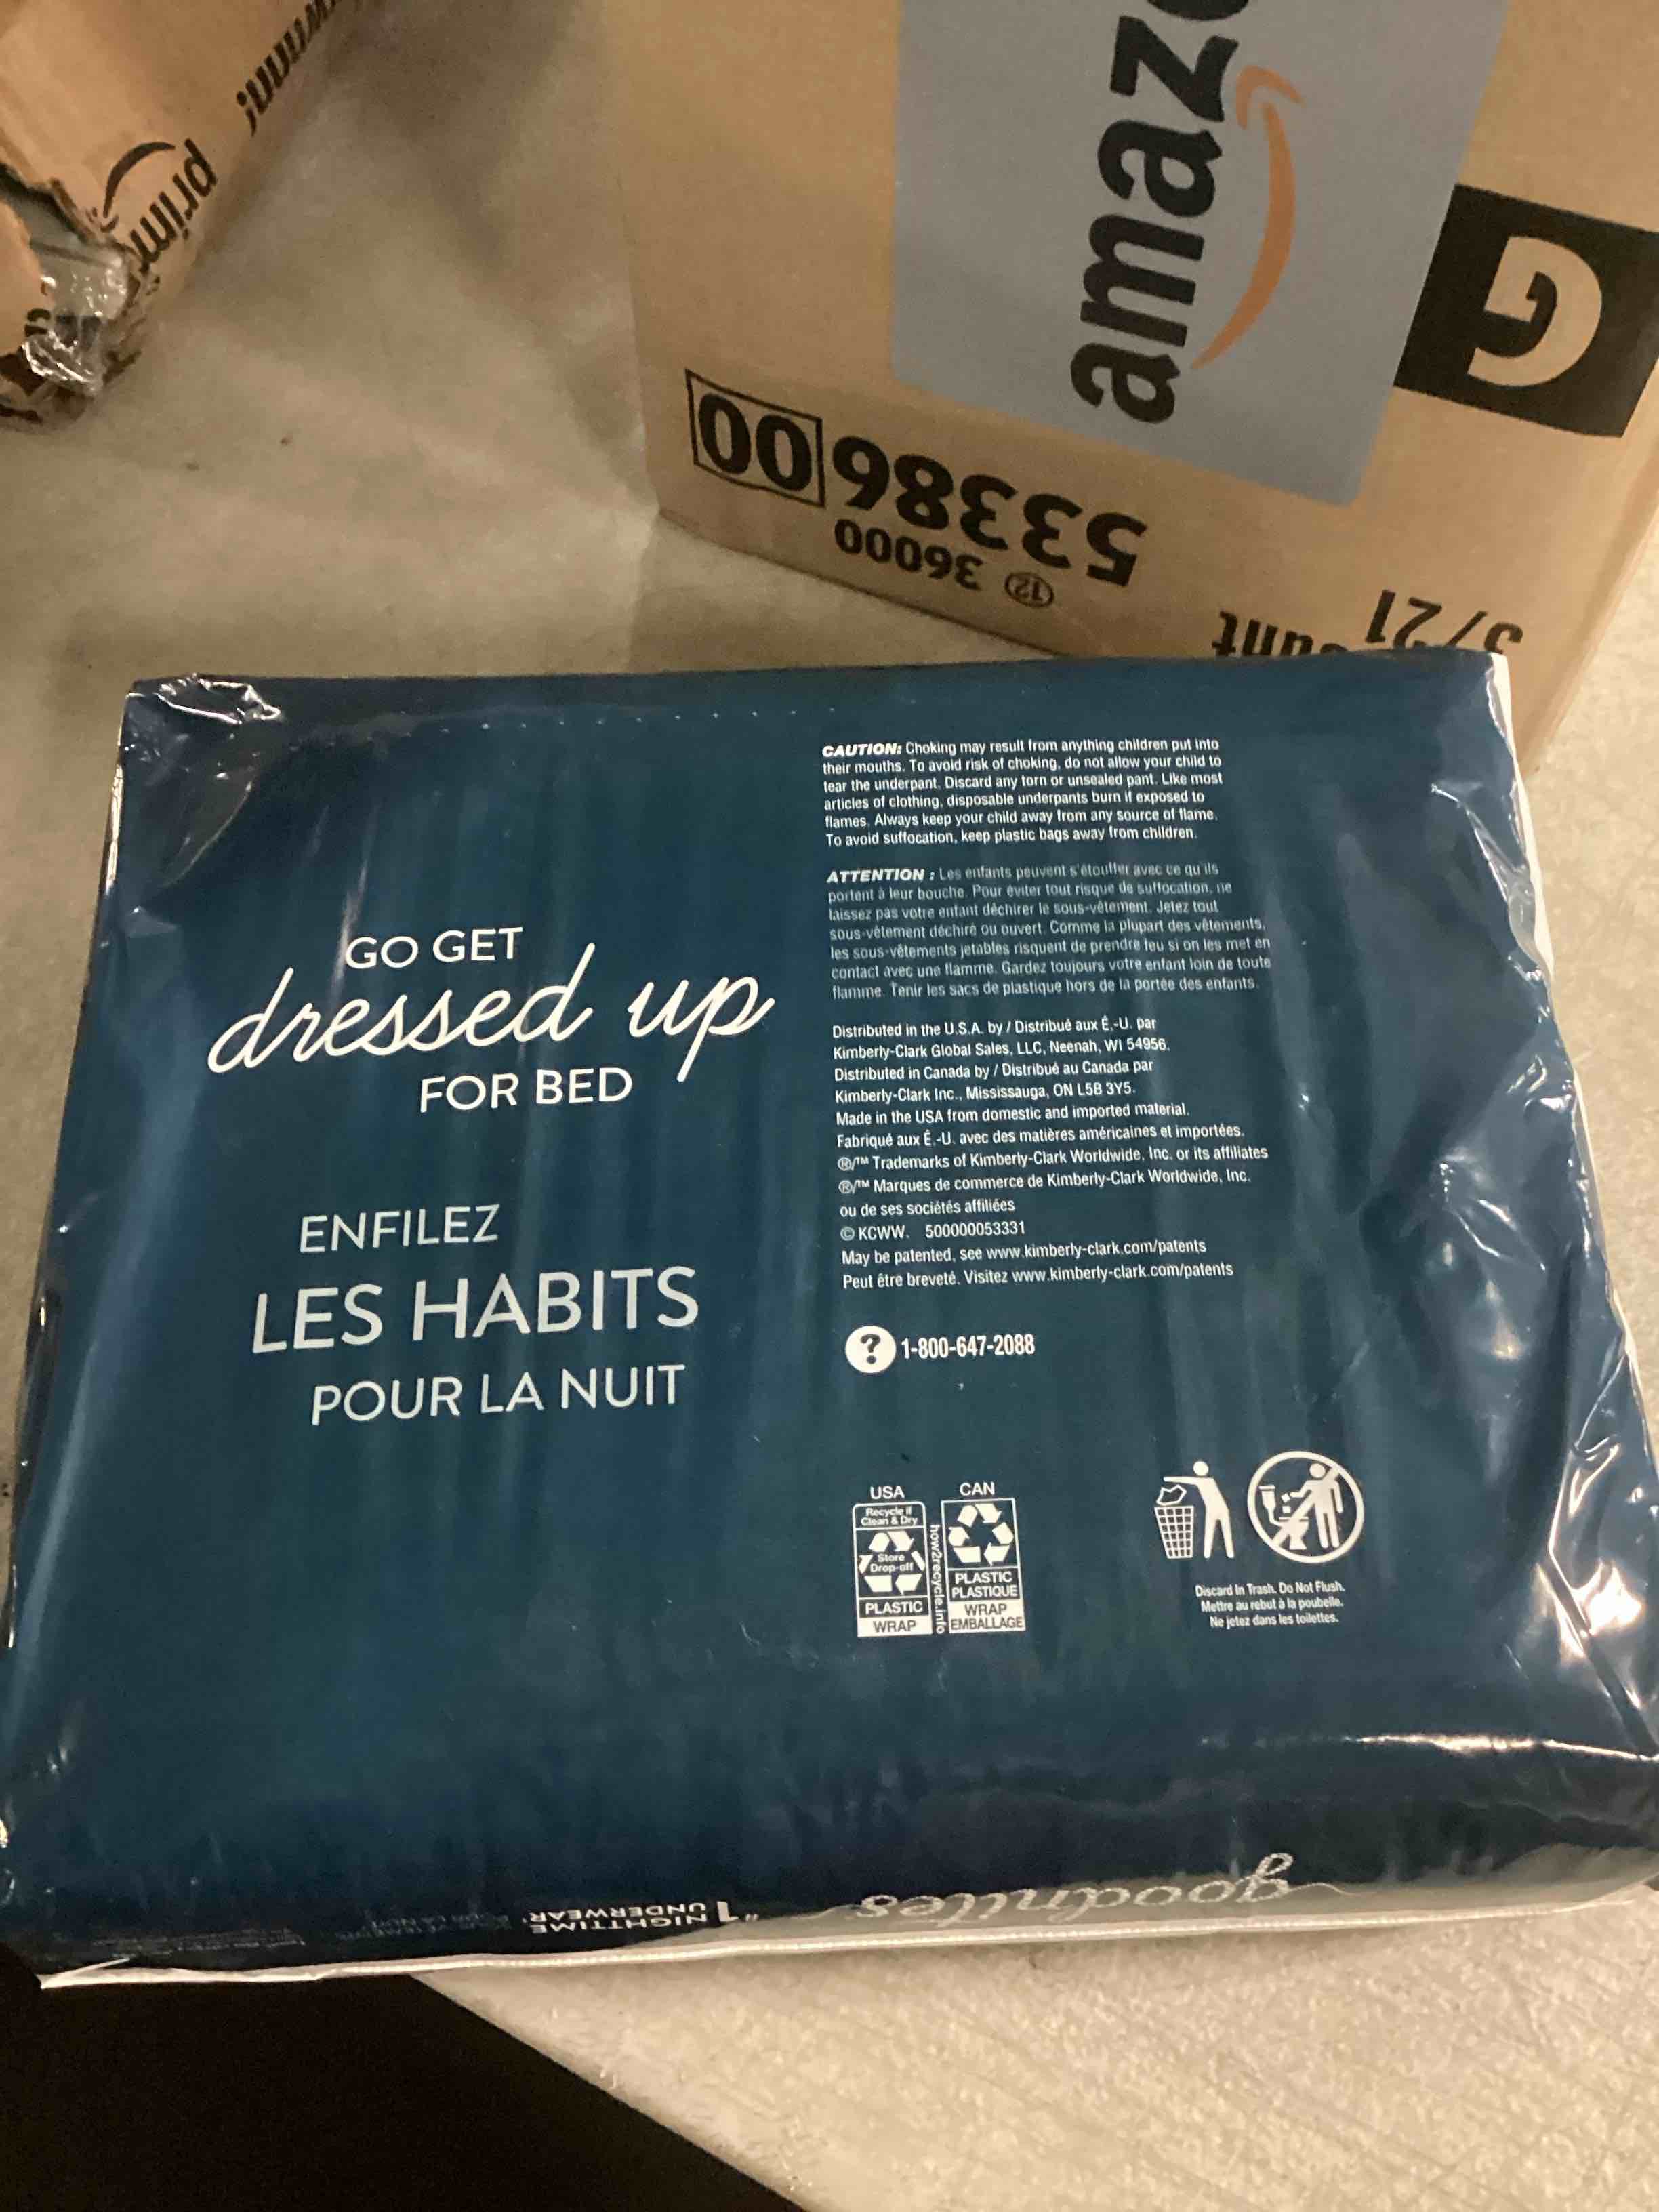 prim
amazo
G
53386 00
12 36000
unt
/21
GO GET
dressed up
FOR BED
ENFILEZ
LES HABITS
POUR LA NUIT
CAUTION: Choking may result from anything children put into
their mouths. To avoid risk of choking, do not allow your child to
tear the underpant. Discard any torn or unsealed pant. Like most
articles of clothing, disposable underpants burn if exposed to
flames. Always keep your child away from any source of flame.
To avoid suffocation, keep plastic bags away from children.
ATTENTION : Les enfants peuvent s'étouffer avec ce qu'ils
portent à leur bouche. Pour éviter tout risque de suffocation, ne
laissez pas votre enfant déchirer le sous-vêtement. Jetez tout
sous-vêtement déchiré ou ouvert. Comme la plupart des vêtements,
les sous-vêtements jetables risquent de prendre feu si on les met en
contact avec une flamme. Gardez toujours votre enfant loin de toute
flamme. Tenir les sacs de plastique hors de la portée des enfants.
Distributed in the U.S.A. by / Distribué aux É.-U. par
Kimberly-Clark Global Sales, LLC, Neenah, WI 54956.
Distributed in Canada by / Distribué au Canada par
Kimberly-Clark Inc., Mississauga, ON L5B 3Y5.
Made in the USA from domestic and imported material.
Fabriqué aux É.-U. avec des matières américaines et importées.
®/™ Trademarks of Kimberly-Clark Worldwide, Inc. or its affiliates
®/™ Marques de commerce de Kimberly-Clark Worldwide, Inc.
ou de ses sociétés affiliées
© KCWW. 500000053331
May be patented, see www.kimberly-clark.com/patents
Peut être breveté. Visitez www.kimberly-clark.com/patents
? 1-800-647-2088
USA
Recycle if
Clean & Dry
Store
Drop-off
PLASTIC
WRAP
how2recycle.info
CAN
PLASTIC
PLASTIQUE
WRAP
EMBALLAGE
Discard In Trash. Do Not Flush.
Mettre au rebut à la poubelle.
Ne jetez dans les toilettes.
goodnites
#1 NIGHTTIME
UNDERWEAR*